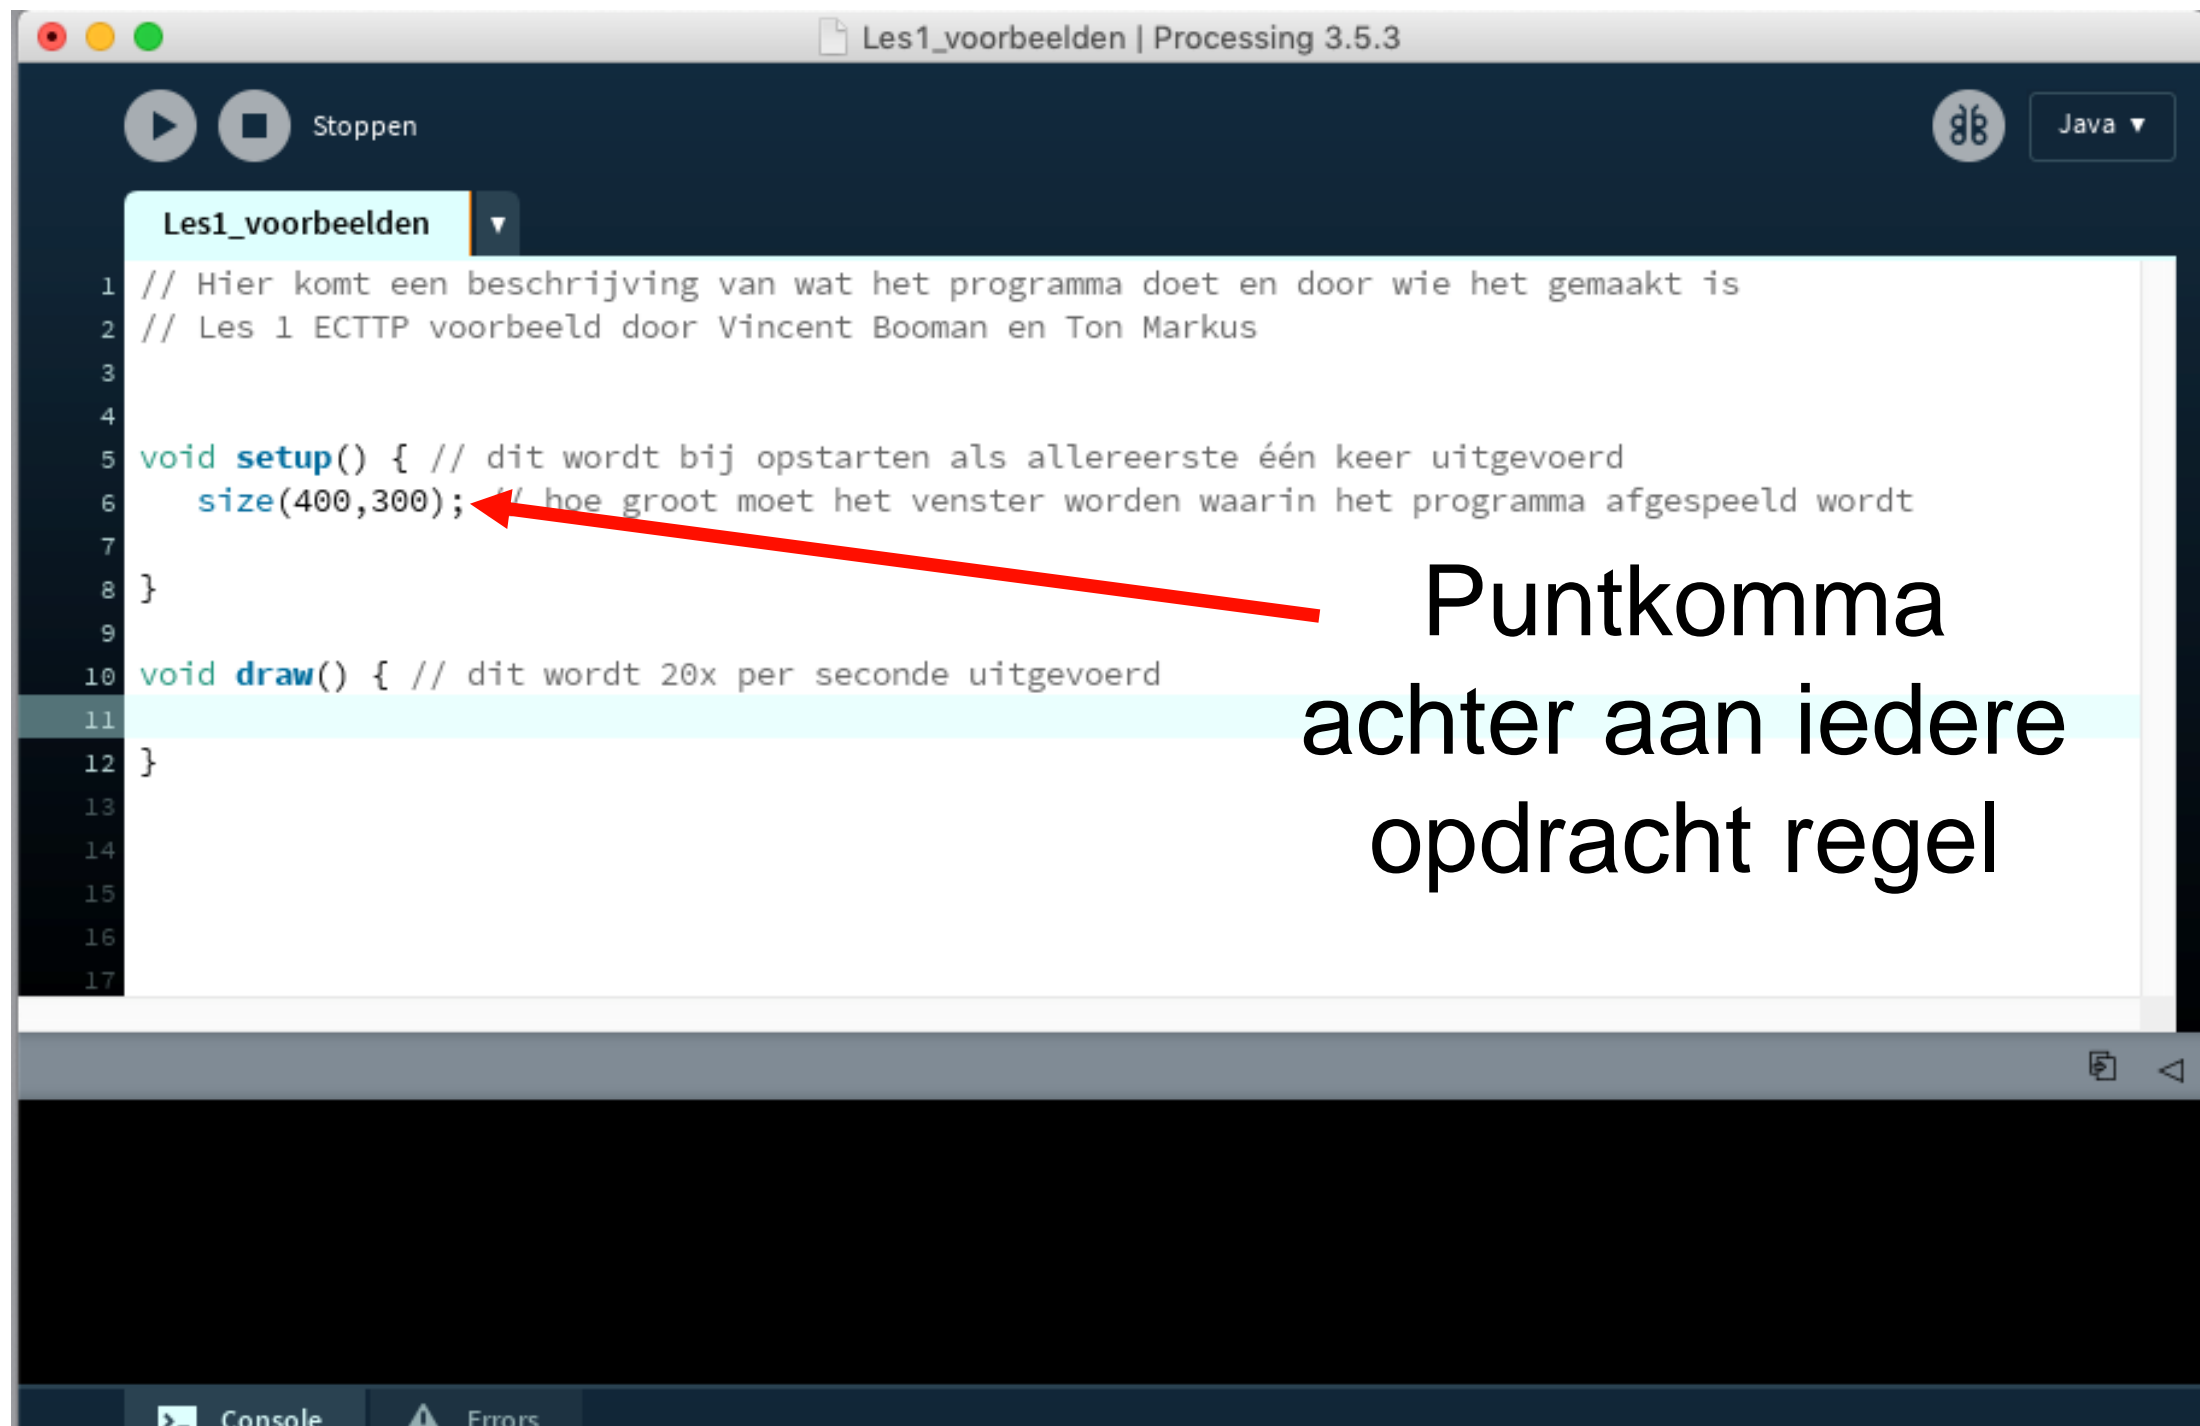 Les1_voorbeelden | Processing 3.5.3
Stoppen
Java ▼
Les1_voorbeelden ▼
1 // Hier komt een beschrijving van wat het programma doet en door wie het gemaakt is
2 // Les 1 ECTTP voorbeeld door Vincent Booman en Ton Markus
3
4
5 void setup() { // dit wordt bij opstarten als allereerste één keer uitgevoerd
6 size(400,300); // hoe groot moet het venster worden waarin het programma afgespeeld wordt
7
8 }
9
10 void draw() { // dit wordt 20x per seconde uitgevoerd
11
12 }
13
14
15
16
17
Puntkomma
achter aan iedere
opdracht regel
Console
Errors